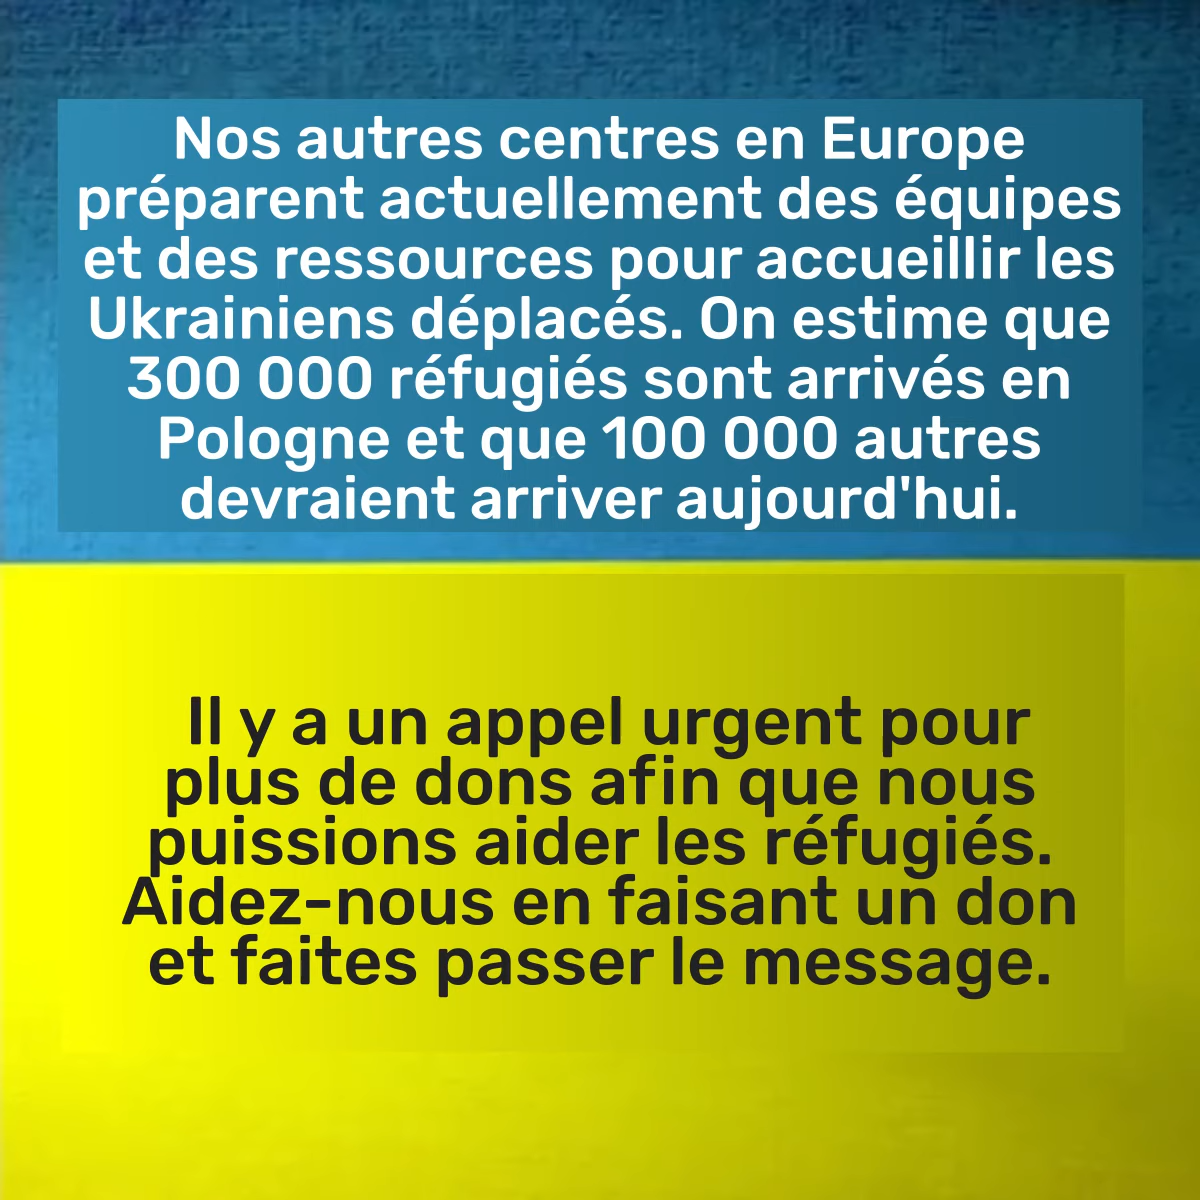 Nos autres centres en Europe
préparent actuellement des équipes
et des ressources pour accueillir les
Ukrainiens déplacés. On estime que
300 000 réfugiés sont arrivés en
Pologne et que 100 000 autres
devraient arriver aujourd'hui.
Il y a un appel urgent pour
plus de dons afin que nous
puissions aider les réfugiés.
Aidez-nous en faisant un don
et faites passer le message.